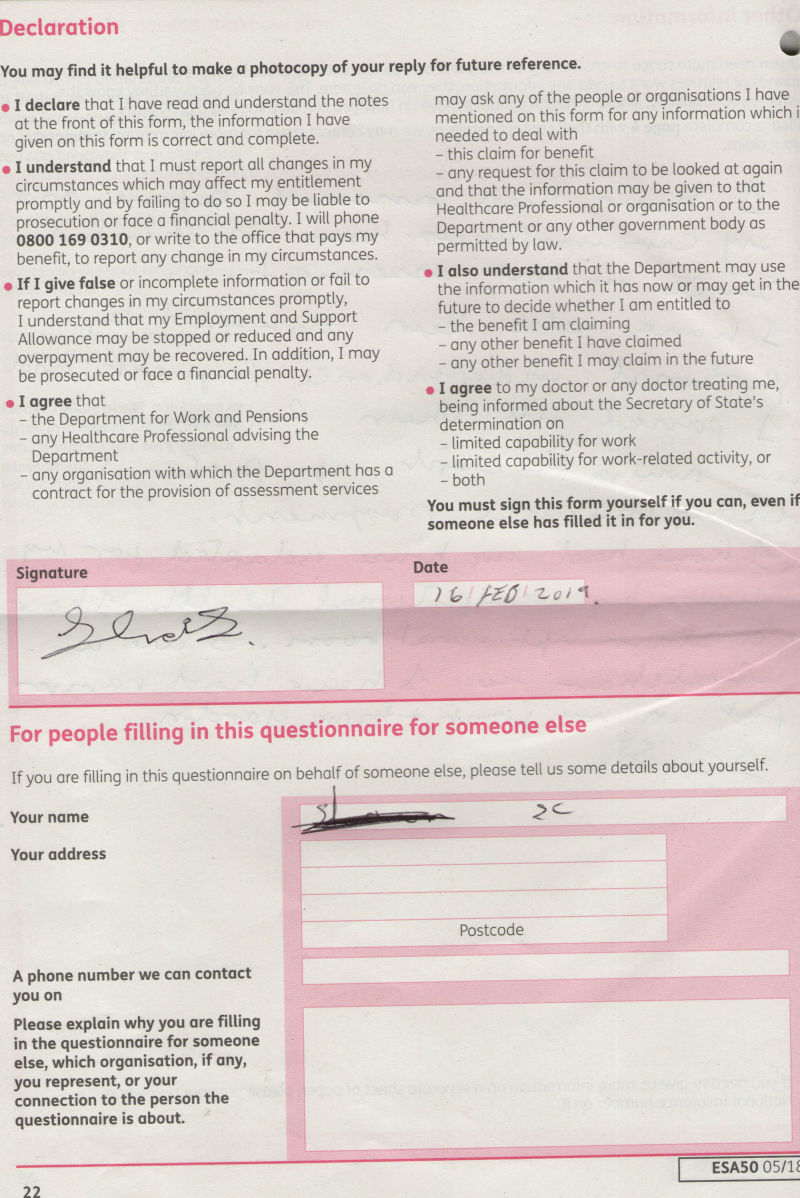 Declaration
You may find it helpful to make a photocopy of your reply for future reference.
• I declare that I have read and understand the notes
at the front of this form, the information I have
given on this form is correct and complete.
• I understand that I must report all changes in my
circumstances which may affect my entitlement
promptly and by failing to do so I may be liable to
prosecution or face a financial penalty. I will phone
0800 169 0310, or write to the office that pays my
benefit, to report any change in my circumstances.
• If I give false or incomplete information or fail to
report changes in my circumstances promptly,
I understand that my Employment and Support
Allowance may be stopped or reduced and any
overpayment may be recovered. In addition, I may
be prosecuted or face a financial penalty.
• I agree that
– the Department for Work and Pensions
– any Healthcare Professional advising the
Department
– any organisation with which the Department has a
contract for the provision of assessment services
may ask any of the people or organisations I have
mentioned on this form for any information which i
needed to deal with
– this claim for benefit
– any request for this claim to be looked at again
and that the information may be given to that
Healthcare Professional or organisation or to the
Department or any other government body as
permitted by law.
• I also understand that the Department may use
the information which it has now or may get in the
future to decide whether I am entitled to
– the benefit I am claiming
– any other benefit I have claimed
– any other benefit I may claim in the future
• I agree to my doctor or any doctor treating me,
being informed about the Secretary of State's
determination on
– limited capability for work
– limited capability for work-related activity, or
– both
You must sign this form yourself if you can, even if
someone else has filled it in for you.
Signature
Date
16 FEB 2019.
For people filling in this questionnaire for someone else
If you are filling in this questionnaire on behalf of someone else, please tell us some details about yourself.
Your name
Your address
Postcode
A phone number we can contact
you on
Please explain why you are filling
in the questionnaire for someone
else, which organisation, if any,
you represent, or your
connection to the person the
questionnaire is about.
ESA50 05/18
22